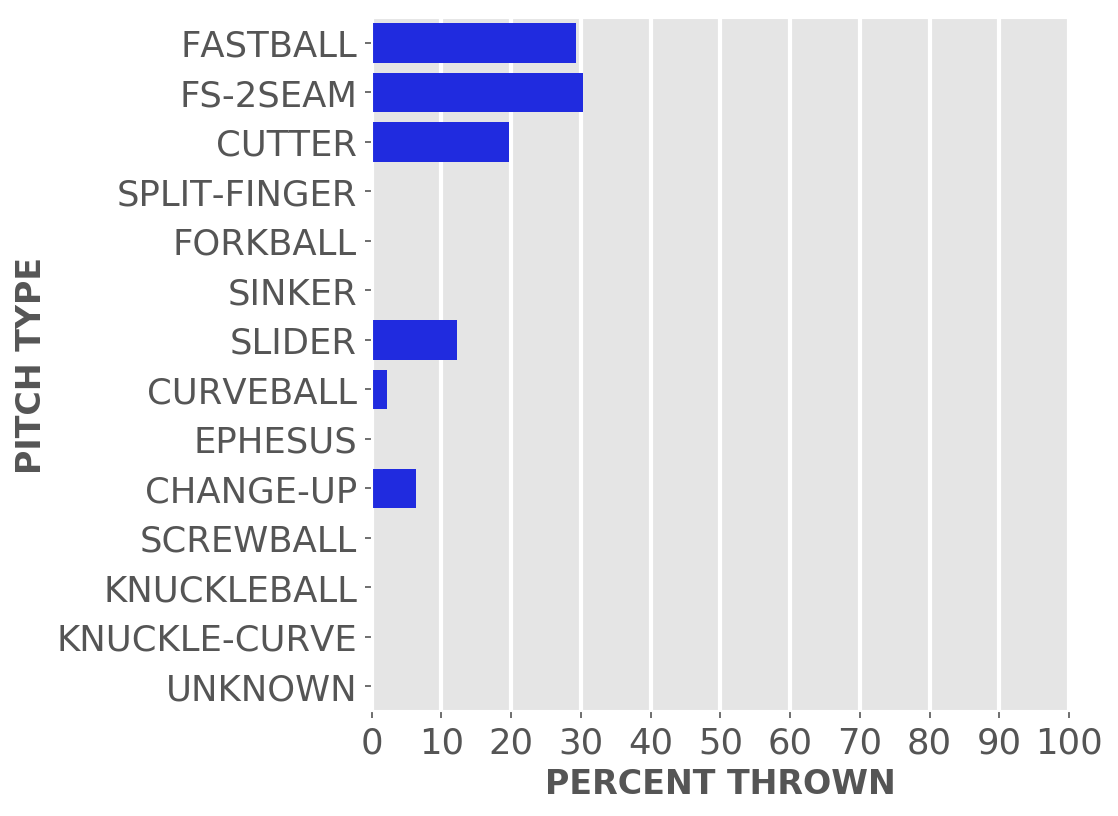 FASTBALL
FS-2SEAM
CUTTER
SPLIT-FINGER
FORKBALL
SINKER
SLIDER
CURVEBALL
EPHESUS
CHANGE-UP
SCREWBALL
KNUCKLEBALL
KNUCKLE-CURVE
UNKNOWN
PITCH TYPE
0 10 20 30 40 50 60 70 80 90 100
PERCENT THROWN